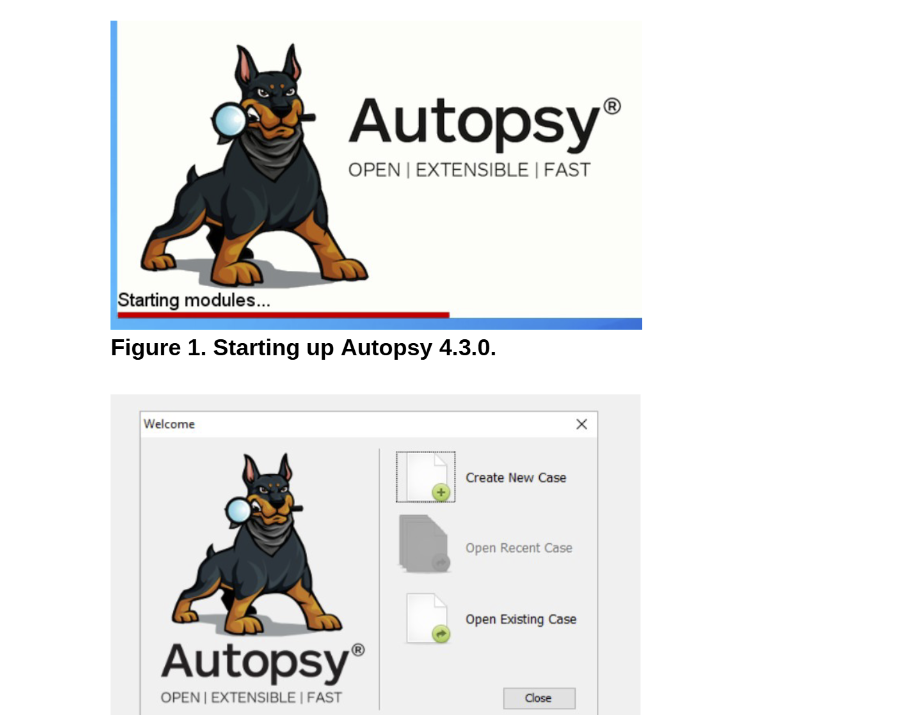 Autopsy®
OPEN | EXTENSIBLE | FAST
Starting modules...
Figure 1. Starting up Autopsy 4.3.0.
Welcome
Create New Case
Open Recent Case
Open Existing Case
Autopsy®
OPEN | EXTENSIBLE | FAST
Close